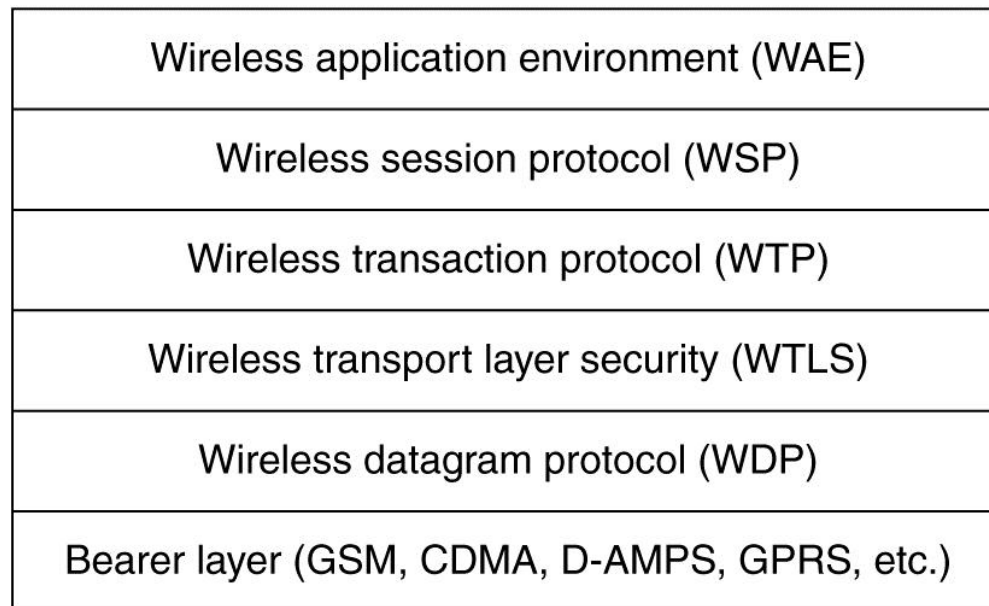 Wireless application environment (WAE)
Wireless session protocol (WSP)
Wireless transaction protocol (WTP)
Wireless transport layer security (WTLS)
Wireless datagram protocol (WDP)
Bearer layer (GSM, CDMA, D-AMPS, GPRS, etc.)